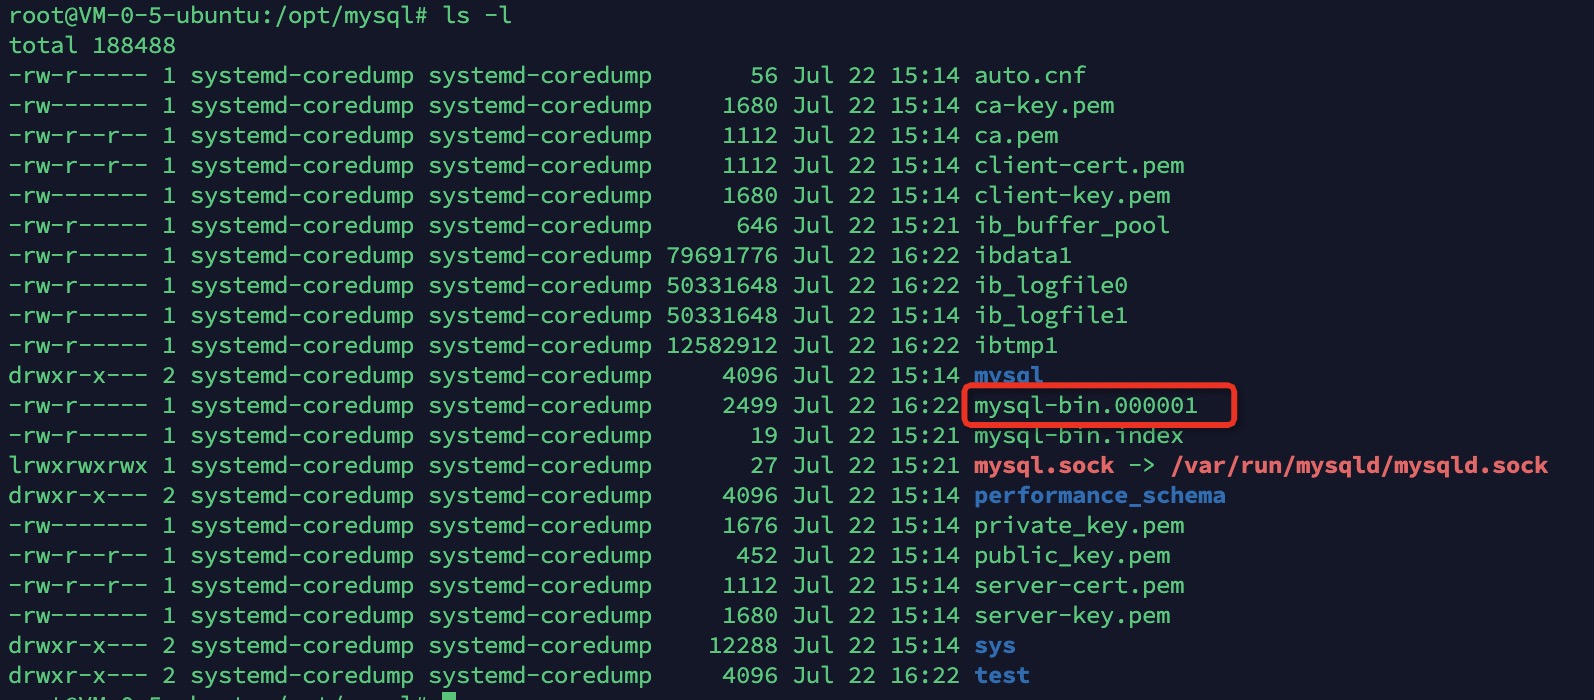 root@VM-0-5-ubuntu:/opt/mysql# ls -l
total 188488
-rw-r----- 1 systemd-coredump systemd-coredump       56 Jul 22 15:14 auto.cnf
-rw------- 1 systemd-coredump systemd-coredump     1680 Jul 22 15:14 ca-key.pem
-rw-r--r-- 1 systemd-coredump systemd-coredump     1112 Jul 22 15:14 ca.pem
-rw-r--r-- 1 systemd-coredump systemd-coredump     1112 Jul 22 15:14 client-cert.pem
-rw------- 1 systemd-coredump systemd-coredump     1680 Jul 22 15:14 client-key.pem
-rw-r----- 1 systemd-coredump systemd-coredump      646 Jul 22 15:21 ib_buffer_pool
-rw-r----- 1 systemd-coredump systemd-coredump 79691776 Jul 22 16:22 ibdata1
-rw-r----- 1 systemd-coredump systemd-coredump 50331648 Jul 22 16:22 ib_logfile0
-rw-r----- 1 systemd-coredump systemd-coredump 50331648 Jul 22 15:14 ib_logfile1
-rw-r----- 1 systemd-coredump systemd-coredump 12582912 Jul 22 16:22 ibtmp1
drwxr-x--- 2 systemd-coredump systemd-coredump     4096 Jul 22 15:14 mysql
-rw-r----- 1 systemd-coredump systemd-coredump     2499 Jul 22 16:22 mysql-bin.000001
-rw-r----- 1 systemd-coredump systemd-coredump       19 Jul 22 15:21 mysql-bin.index
lrwxrwxrwx 1 systemd-coredump systemd-coredump       27 Jul 22 15:21 mysql.sock -> /var/run/mysqld/mysqld.sock
drwxr-x--- 2 systemd-coredump systemd-coredump     4096 Jul 22 15:14 performance_schema
-rw------- 1 systemd-coredump systemd-coredump     1676 Jul 22 15:14 private_key.pem
-rw-r--r-- 1 systemd-coredump systemd-coredump      452 Jul 22 15:14 public_key.pem
-rw-r--r-- 1 systemd-coredump systemd-coredump     1112 Jul 22 15:14 server-cert.pem
-rw------- 1 systemd-coredump systemd-coredump     1680 Jul 22 15:14 server-key.pem
drwxr-x--- 2 systemd-coredump systemd-coredump    12288 Jul 22 15:14 sys
drwxr-x--- 2 systemd-coredump systemd-coredump     4096 Jul 22 16:22 test